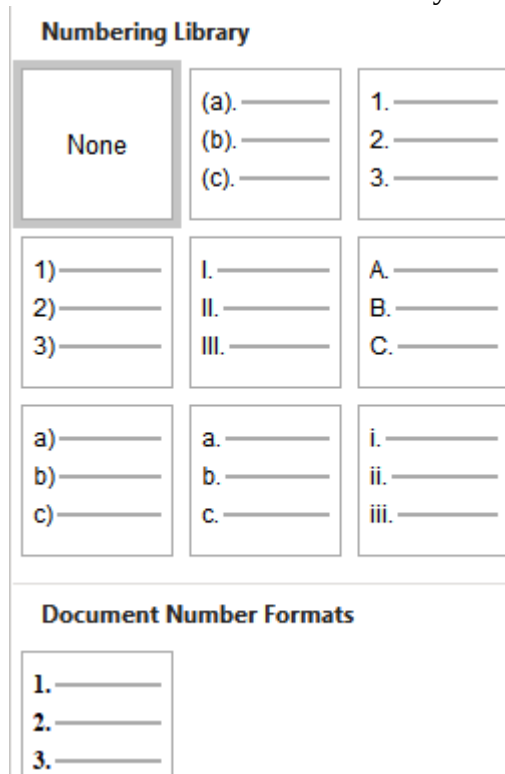 Numbering Library
None
(a).
(b).
(c).
1.
2.
3.
1)
2)
3)
I.
II.
III.
A.
B.
C.
a)
b)
c)
a.
b.
c.
i.
ii.
iii.
Document Number Formats
1.
2.
3.